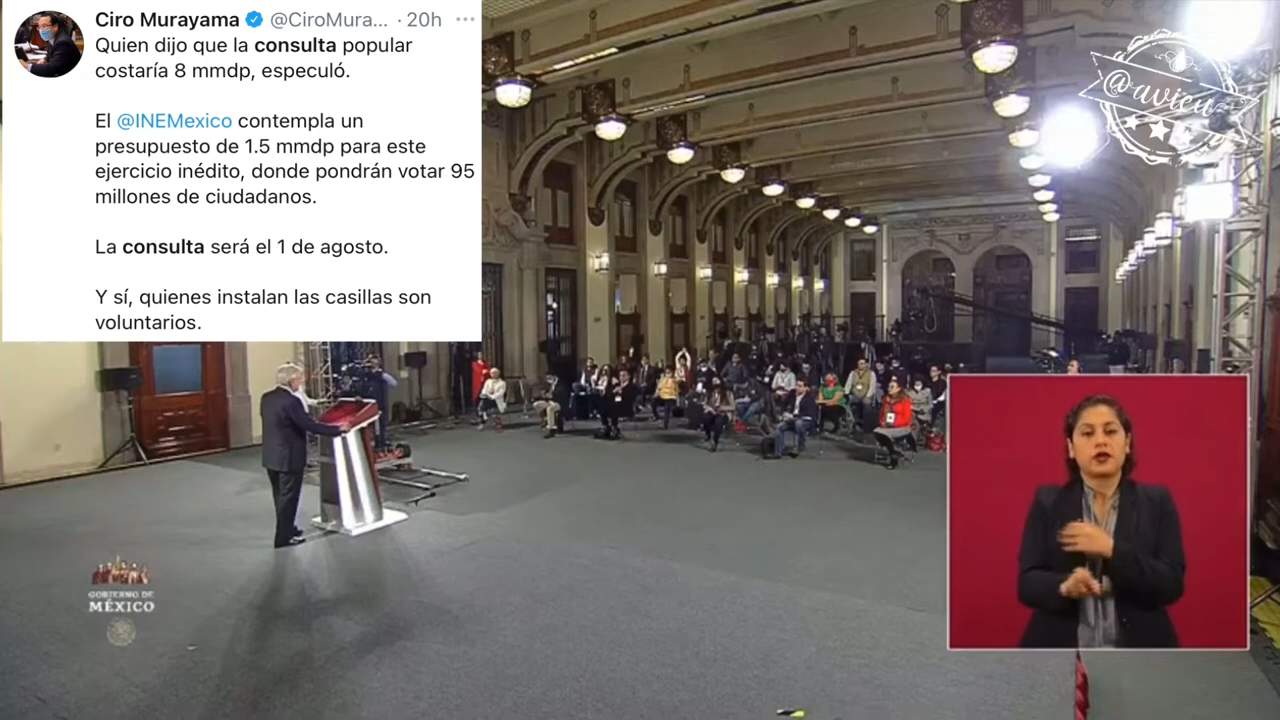 Ciro Murayama @CiroMura... · 20h ...
Quien dijo que la consulta popular
costaría 8 mmdp, especuló.
El @INEMexico contempla un
presupuesto de 1.5 mmdp para este
ejercicio inédito, donde pondrán votar 95
millones de ciudadanos.
La consulta será el 1 de agosto.
Y sí, quienes instalan las casillas son
voluntarios.
@avieu
GOBIERNO DE
MÉXICO